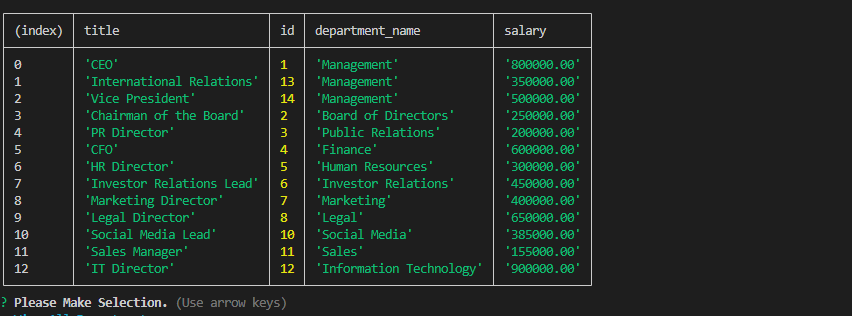 (index) title id department_name salary
0 'CEO' 1 'Management' '800000.00'
1 'International Relations' 13 'Management' '350000.00'
2 'Vice President' 14 'Management' '500000.00'
3 'Chairman of the Board' 2 'Board of Directors' '250000.00'
4 'PR Director' 3 'Public Relations' '200000.00'
5 'CFO' 4 'Finance' '600000.00'
6 'HR Director' 5 'Human Resources' '300000.00'
7 'Investor Relations Lead' 6 'Investor Relations' '450000.00'
8 'Marketing Director' 7 'Marketing' '400000.00'
9 'Legal Director' 8 'Legal' '650000.00'
10 'Social Media Lead' 10 'Social Media' '385000.00'
11 'Sales Manager' 11 'Sales' '155000.00'
12 'IT Director' 12 'Information Technology' '900000.00'
? Please Make Selection. (Use arrow keys)